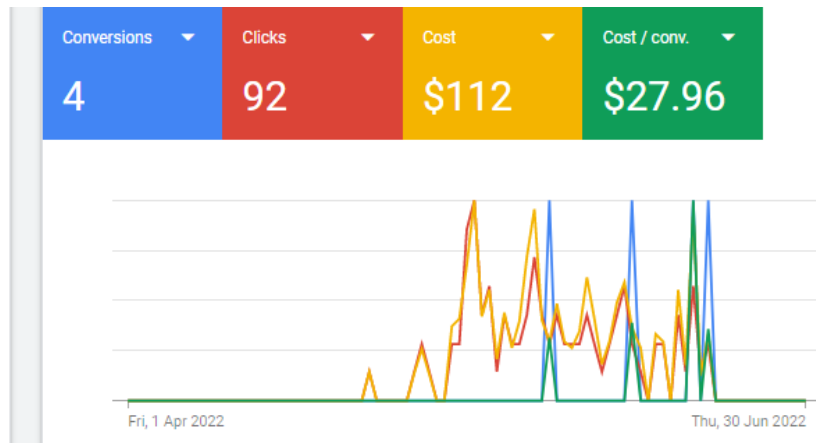 Conversions
4
Clicks
92
Cost
$112
Cost / conv.
$27.96
Fri, 1 Apr 2022
Thu, 30 Jun 2022